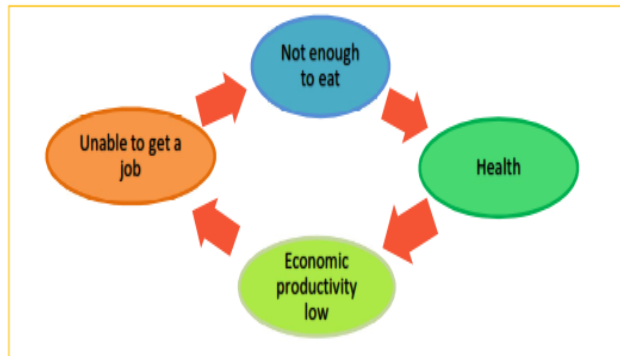 Not enough
to eat
Unable to get a
job
Health
Economic
productivity
low